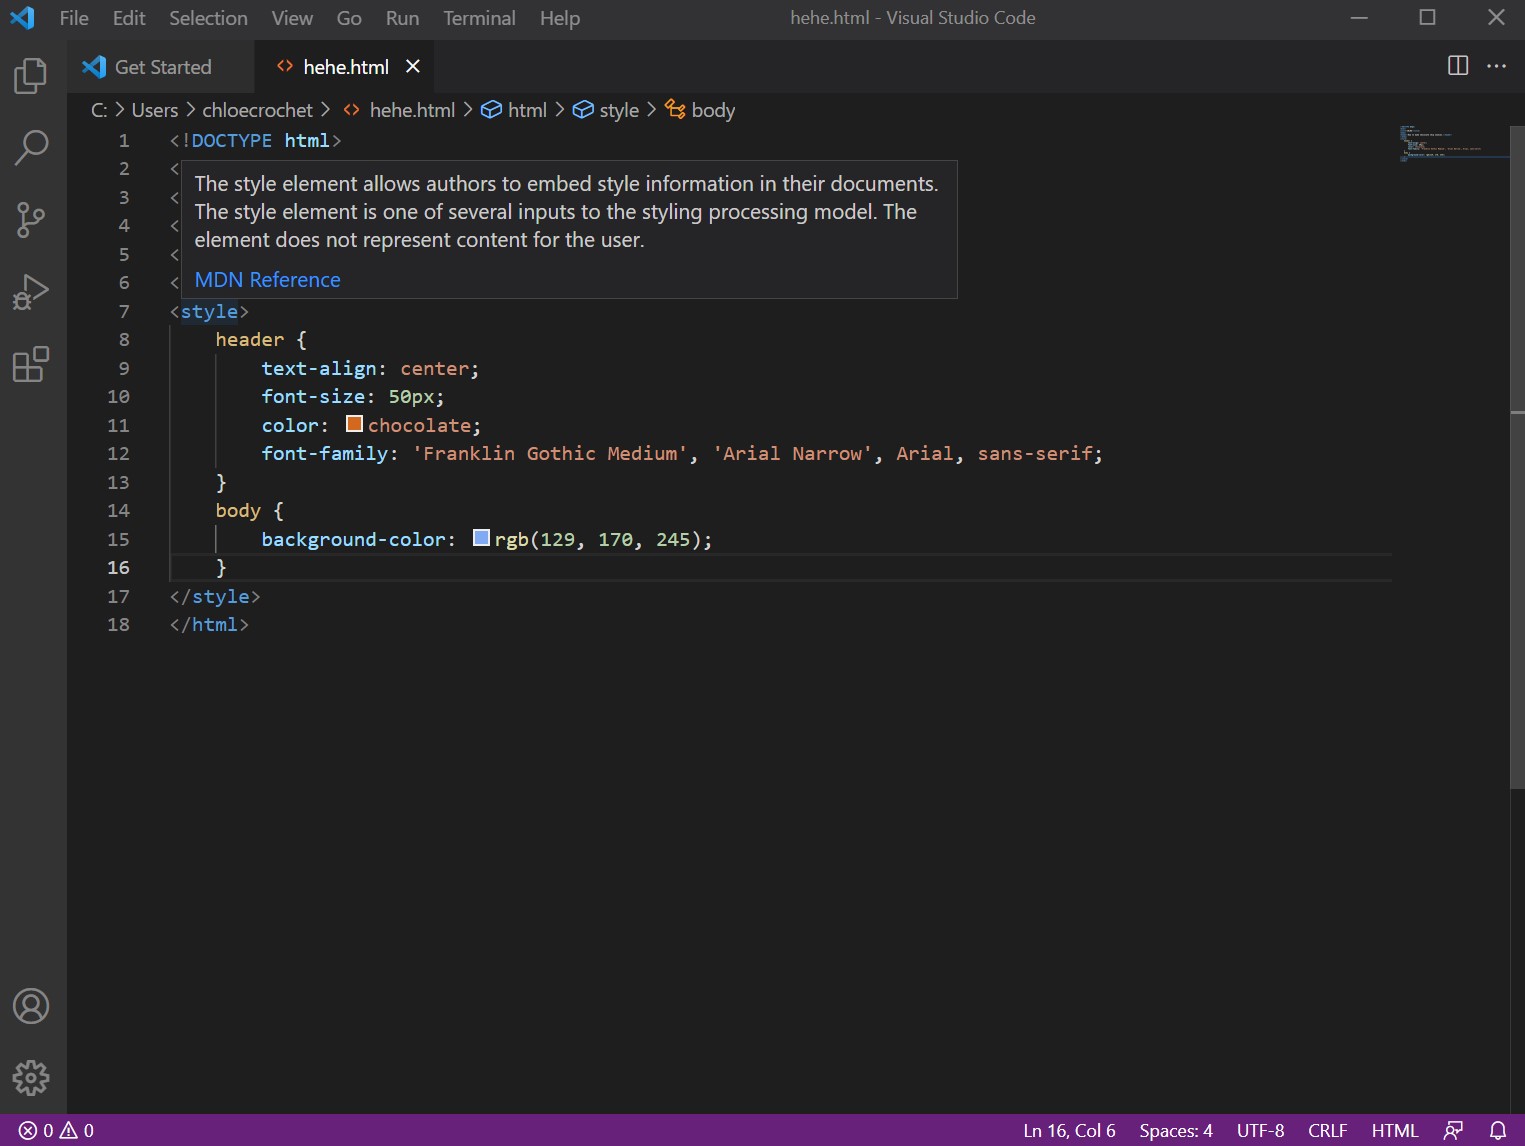 File Edit Selection View Go Run Terminal Help hehe.html - Visual Studio Code
Get Started <> hehe.html
C: > Users > chloecrochet > <> hehe.html > html > style > body
1 <!DOCTYPE html>
2 <
3 <
4 <
5 <
6 <
The style element allows authors to embed style information in their documents.
The style element is one of several inputs to the styling processing model. The
element does not represent content for the user.
MDN Reference
7 <style>
8 header {
9 text-align: center;
10 font-size: 50px;
11 color: chocolate;
12 font-family: 'Franklin Gothic Medium', 'Arial Narrow', Arial, sans-serif;
13 }
14 body {
15 background-color: rgb(129, 170, 245);
16 }
17 </style>
18 </html>
0 0 Ln 16, Col 6 Spaces: 4 UTF-8 CRLF HTML